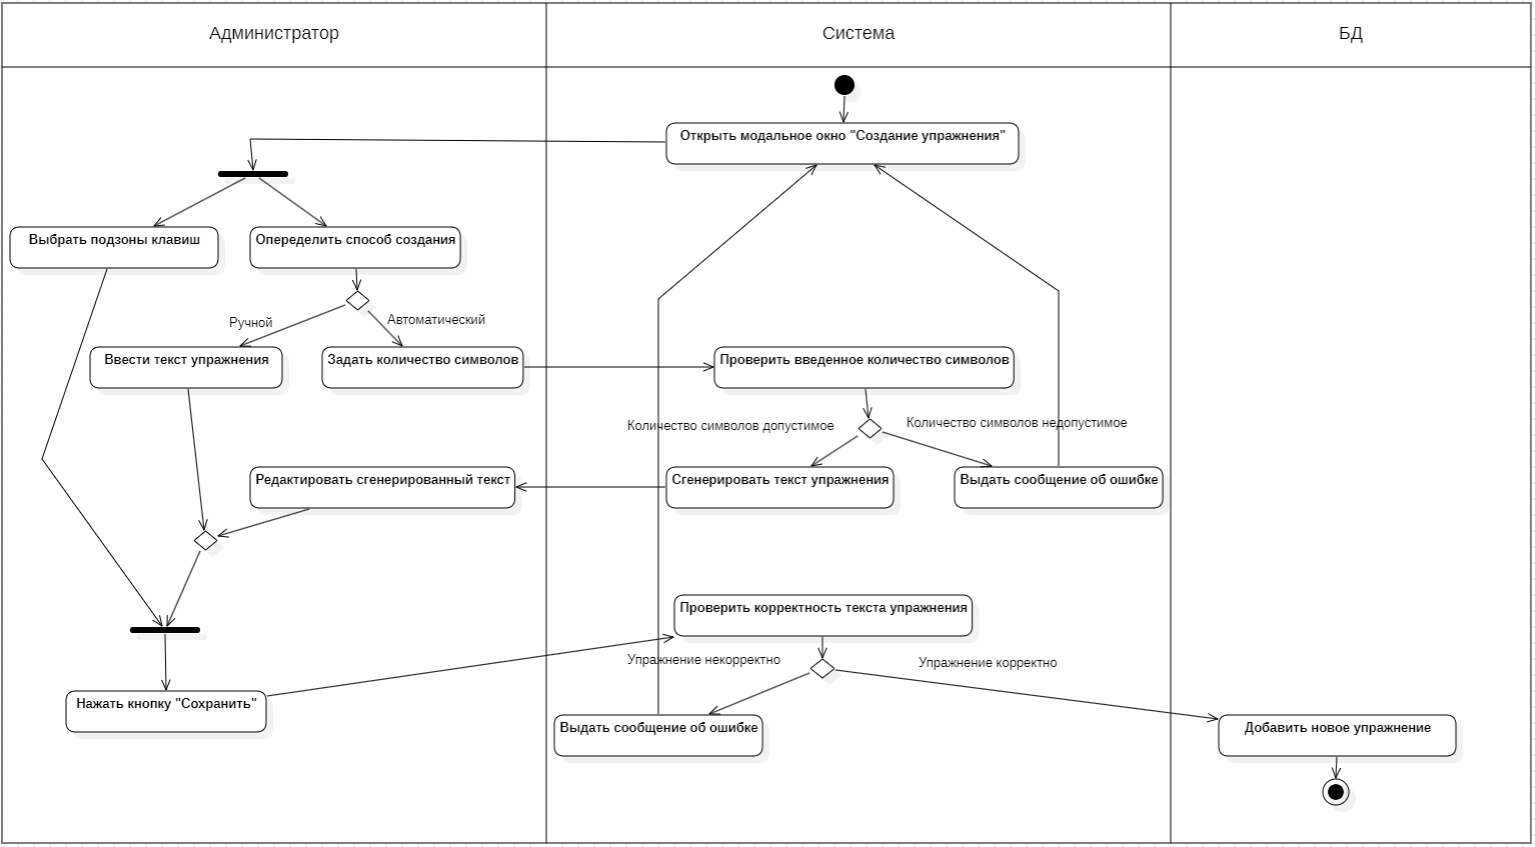 Администратор
Система
БД
Открыть модальное окно "Создание упражнения"
Выбрать подзоны клавиш
Опеределить способ создания
Ручной
Автоматический
Ввести текст упражнения
Задать количество символов
Проверить введенное количество символов
Количество символов допустимое
Количество символов недопустимое
Редактировать сгенерированный текст
Сгенерировать текст упражнения
Выдать сообщение об ошибке
Проверить корректность текста упражнения
Упражнение некорректно
Упражнение корректно
Нажать кнопку "Сохранить"
Выдать сообщение об ошибке
Добавить новое упражнение